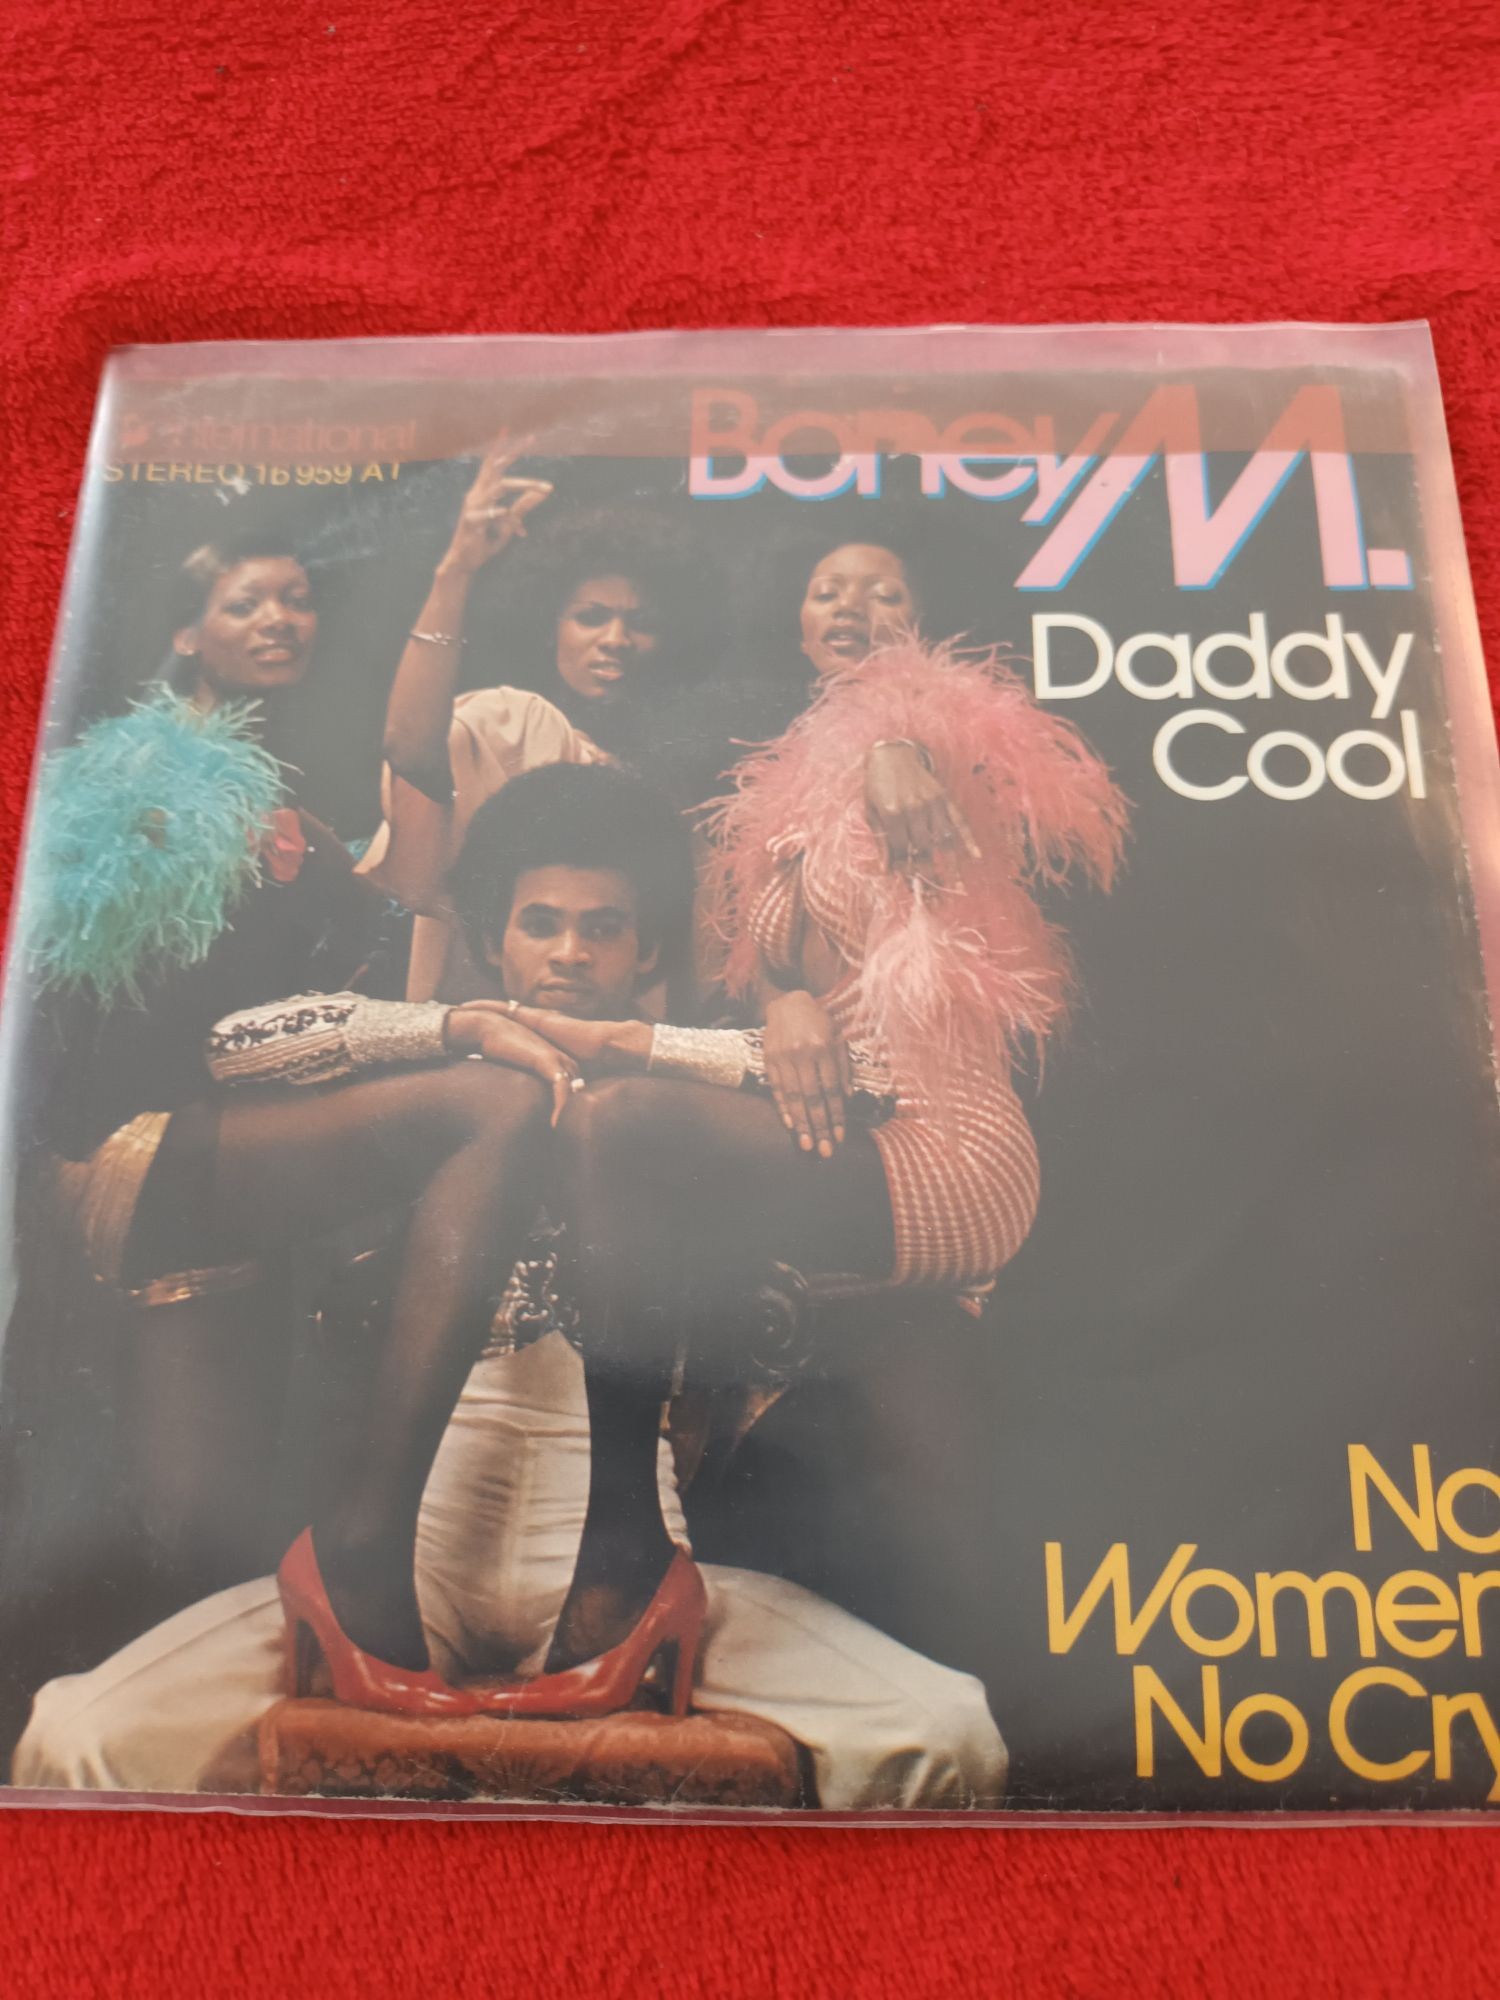 international
STEREO 16 959 AT
Boney M.
Daddy
Cool
No
Women
No Cry